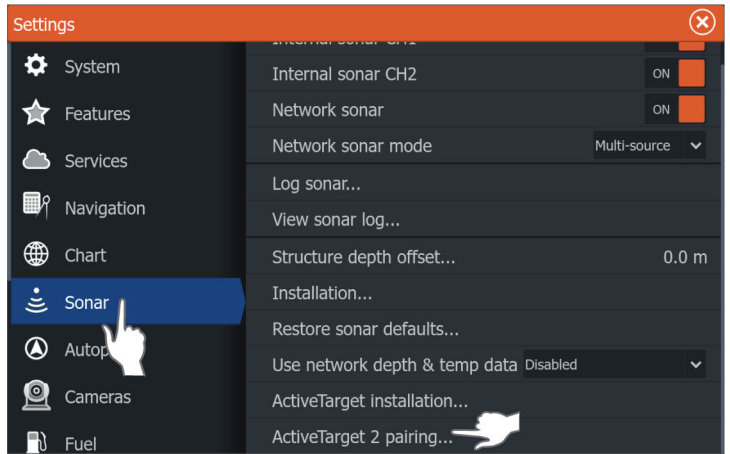 Settings
System
Features
Services
Navigation
Chart
Sonar
Cameras
Fuel
Internal sonar CH2 ON
Network sonar ON
Network sonar mode Multi-source
Log sonar...
View sonar log...
Structure depth offset... 0.0 m
Installation...
Restore sonar defaults...
Use network depth & temp data Disabled
ActiveTarget installation...
ActiveTarget 2 pairing...